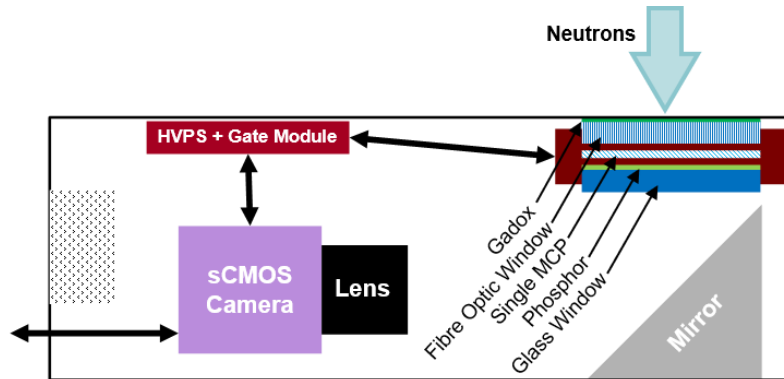 Neutrons
HVPS + Gate Module
Gadox
Fibre Optic Window
Single MCP
Phosphor
Glass Window
sCMOS
Camera
Lens
Mirror